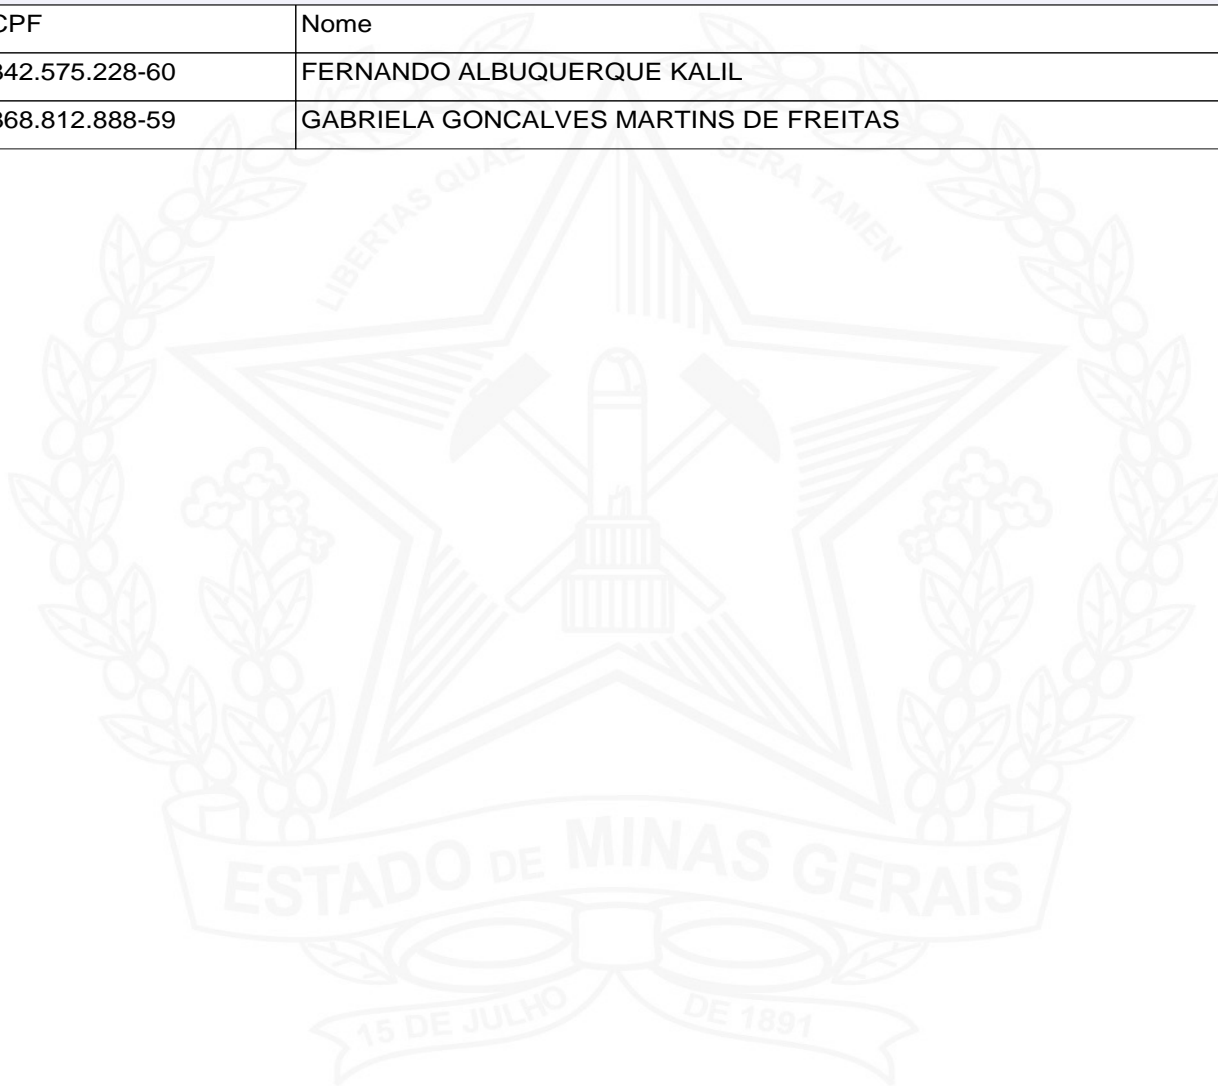 CPF Nome
342.575.228-60 FERNANDO ALBUQUERQUE KALIL
368.812.888-59 GABRIELA GONCALVES MARTINS DE FREITAS
LIBERTAS QUAE SERA TAMEN
ESTADO DE MINAS GERAIS
15 DE JULHO DE 1891